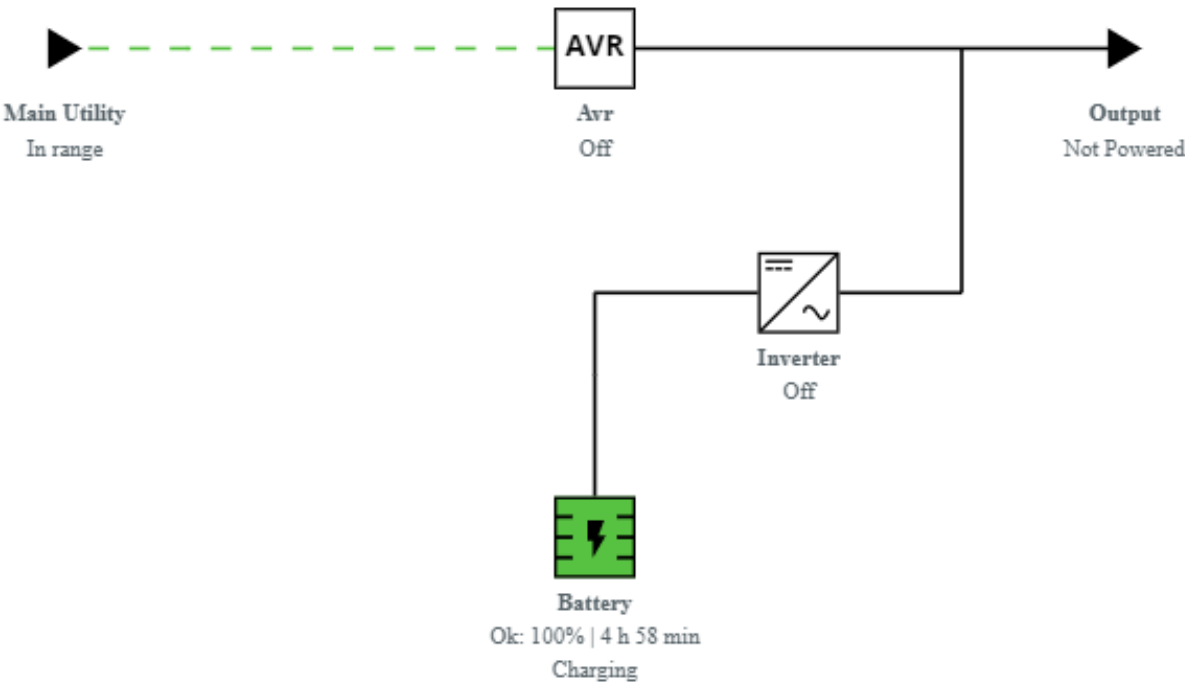 AVR
Main Utility
In range
Avr
Off
Output
Not Powered
Inverter
Off
Battery
Ok: 100% | 4 h 58 min
Charging